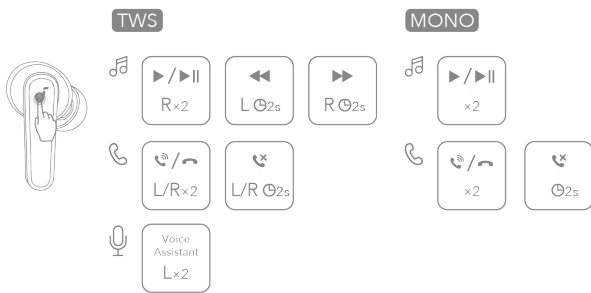 TWS
MONO
R×2
L 2s
R 2s
×2
L/R×2
L/R 2s
×2
2s
Voice
Assistant
L×2